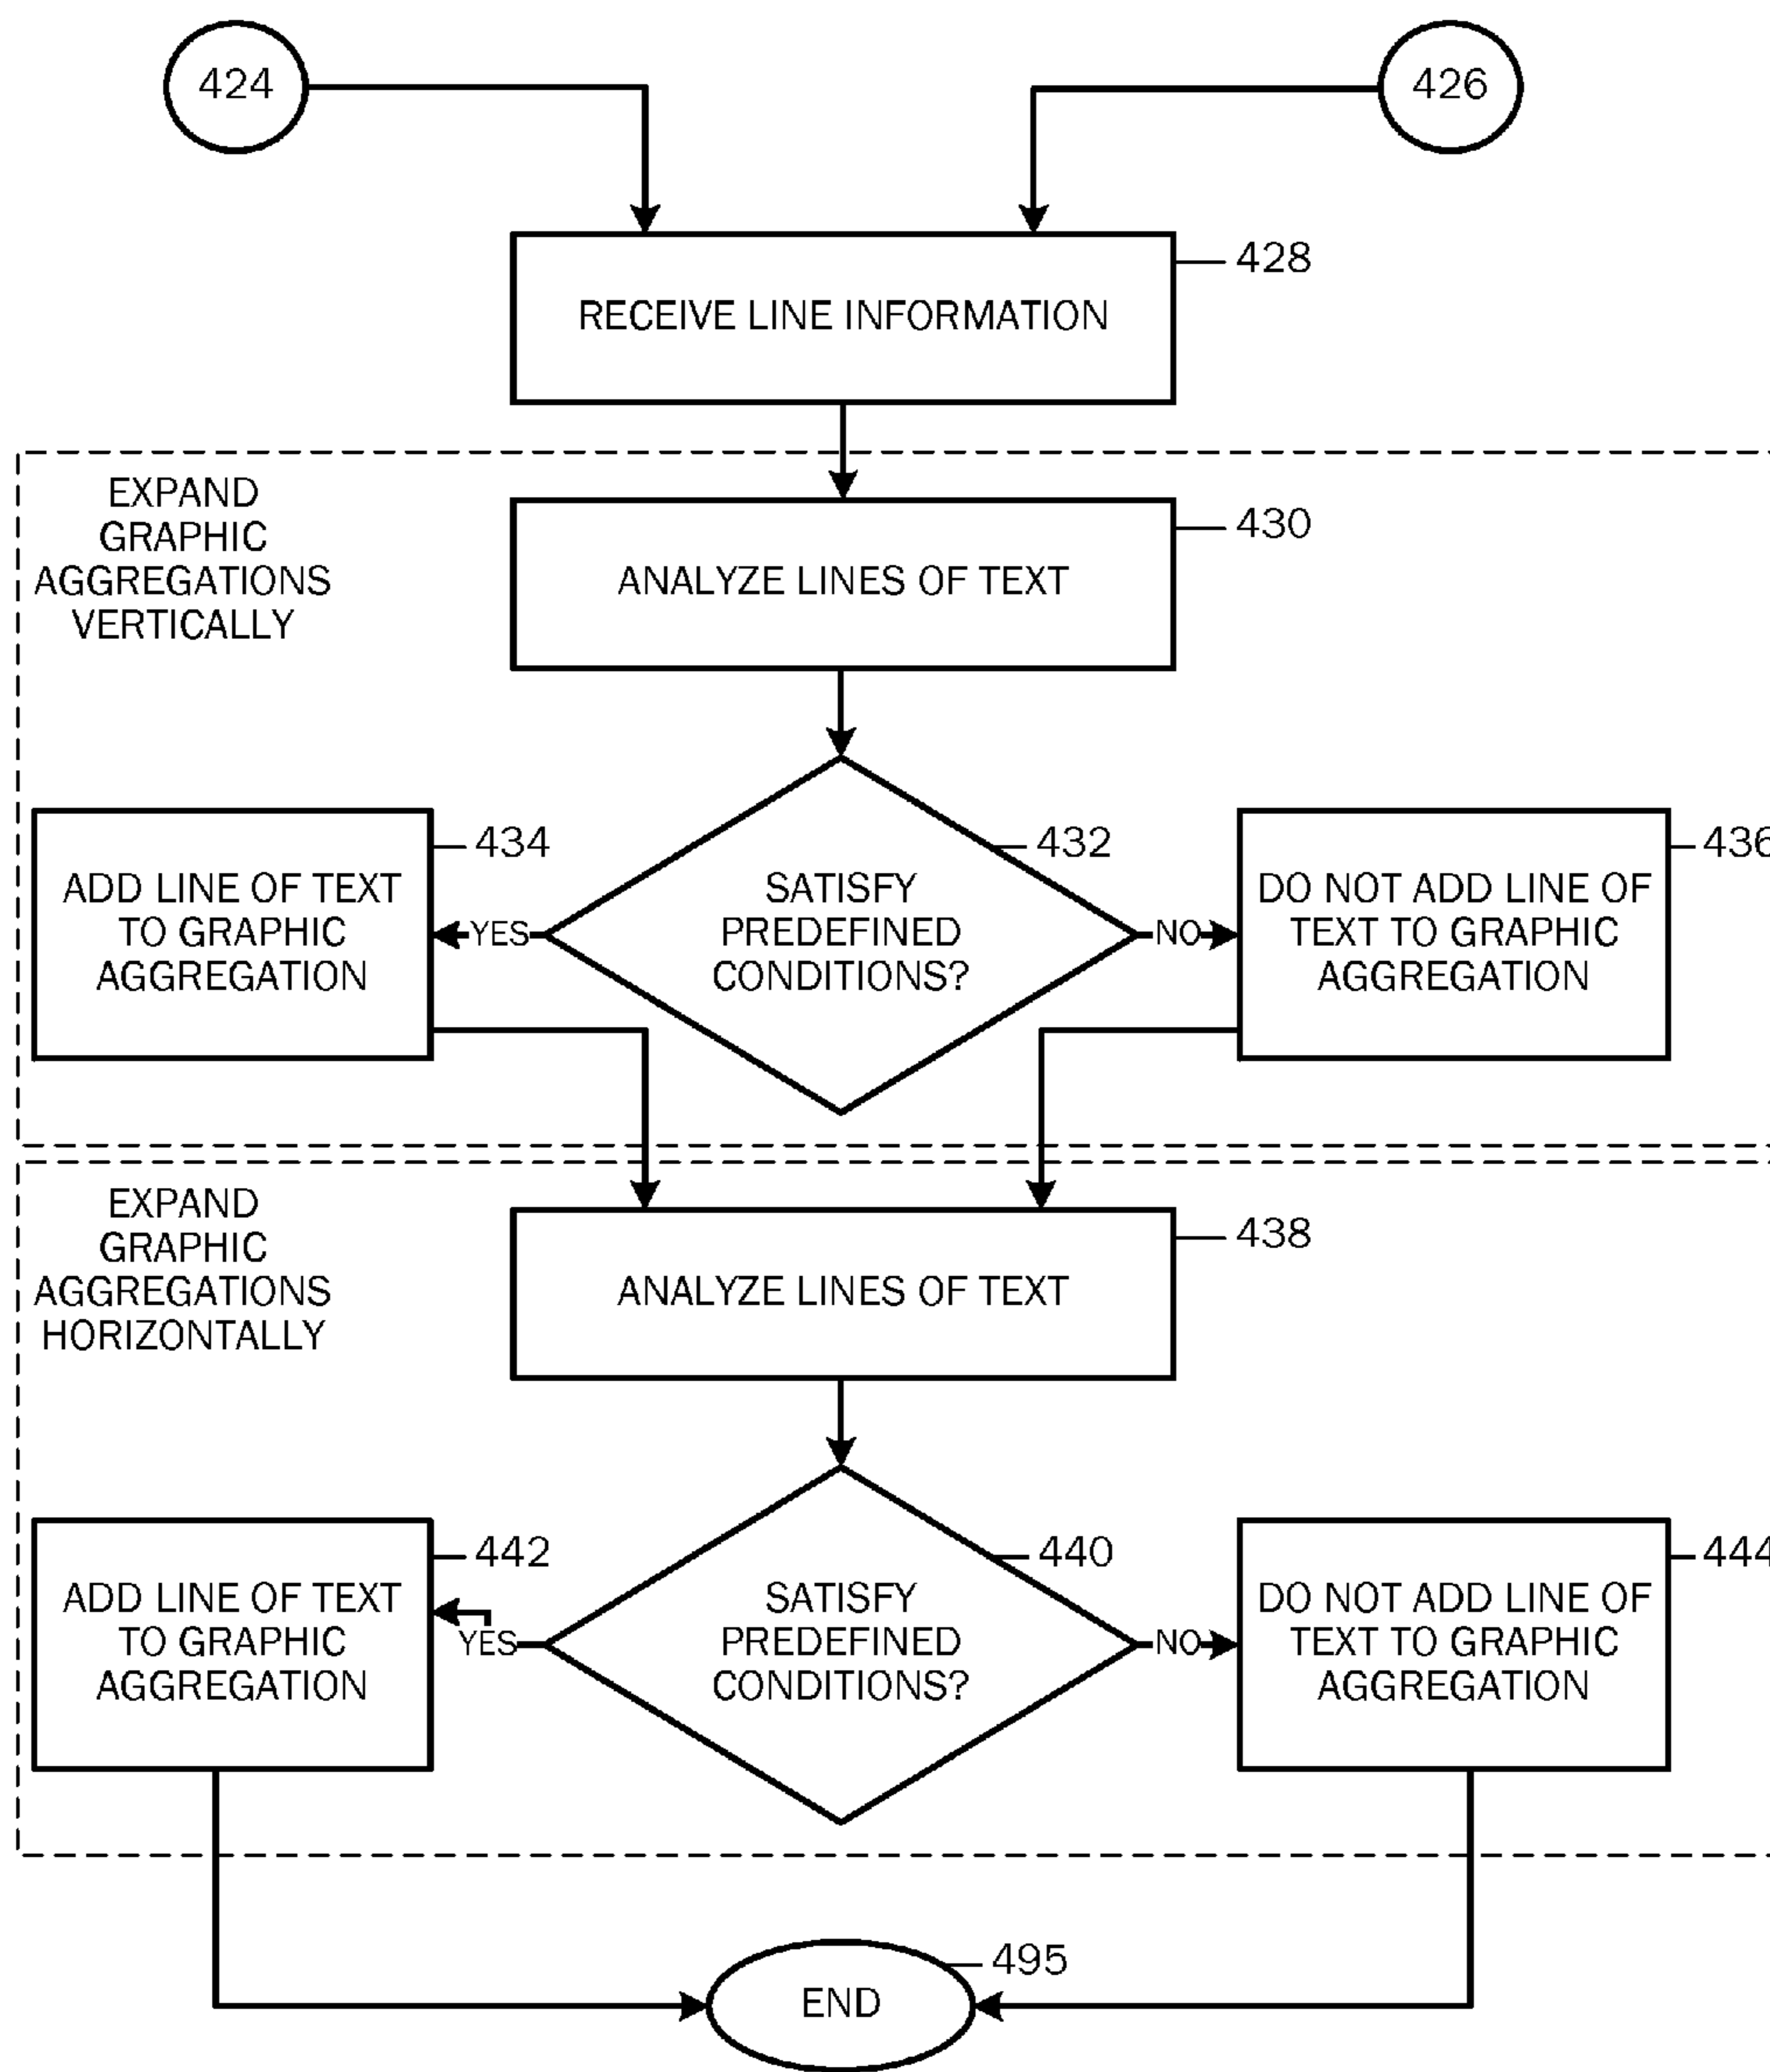 424
426
428
RECEIVE LINE INFORMATION
EXPAND
GRAPHIC
AGGREGATIONS
VERTICALLY
430
ANALYZE LINES OF TEXT
434
ADD LINE OF TEXT
TO GRAPHIC
AGGREGATION
YES
432
SATISFY
PREDEFINED
CONDITIONS?
NO
436
DO NOT ADD LINE OF
TEXT TO GRAPHIC
AGGREGATION
EXPAND
GRAPHIC
AGGREGATIONS
HORIZONTALLY
438
ANALYZE LINES OF TEXT
442
ADD LINE OF TEXT
TO GRAPHIC
AGGREGATION
YES
440
SATISFY
PREDEFINED
CONDITIONS?
NO
444
DO NOT ADD LINE OF
TEXT TO GRAPHIC
AGGREGATION
495
END